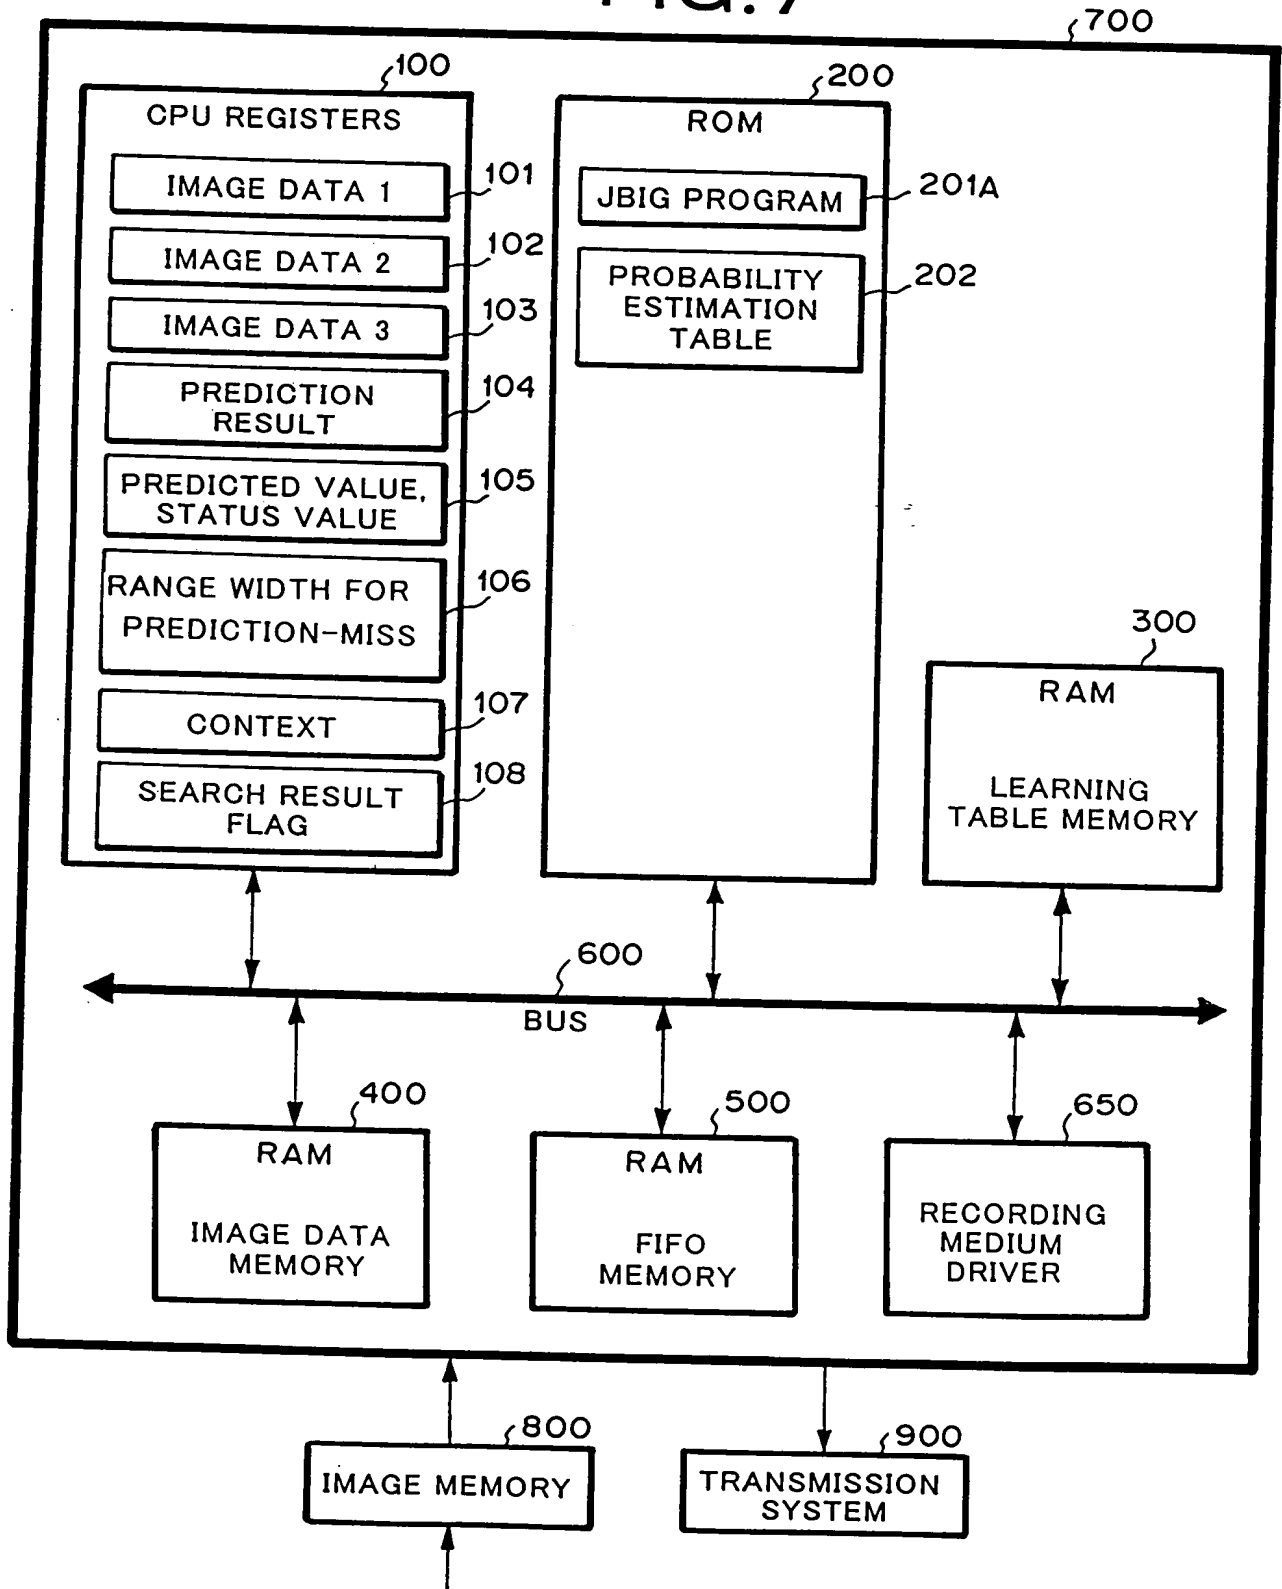 FIG. 7
700
100
CPU REGISTERS
IMAGE DATA 1
101
IMAGE DATA 2
102
IMAGE DATA 3
103
PREDICTION
RESULT
104
PREDICTED VALUE,
STATUS VALUE
105
RANGE WIDTH FOR
PREDICTION-MISS
106
CONTEXT
107
SEARCH RESULT
FLAG
108
200
ROM
JBIG PROGRAM
201A
PROBABILITY
ESTIMATION
TABLE
202
300
RAM
LEARNING
TABLE MEMORY
600
BUS
400
RAM
IMAGE DATA
MEMORY
500
RAM
FIFO
MEMORY
650
RECORDING
MEDIUM
DRIVER
800
IMAGE MEMORY
900
TRANSMISSION
SYSTEM